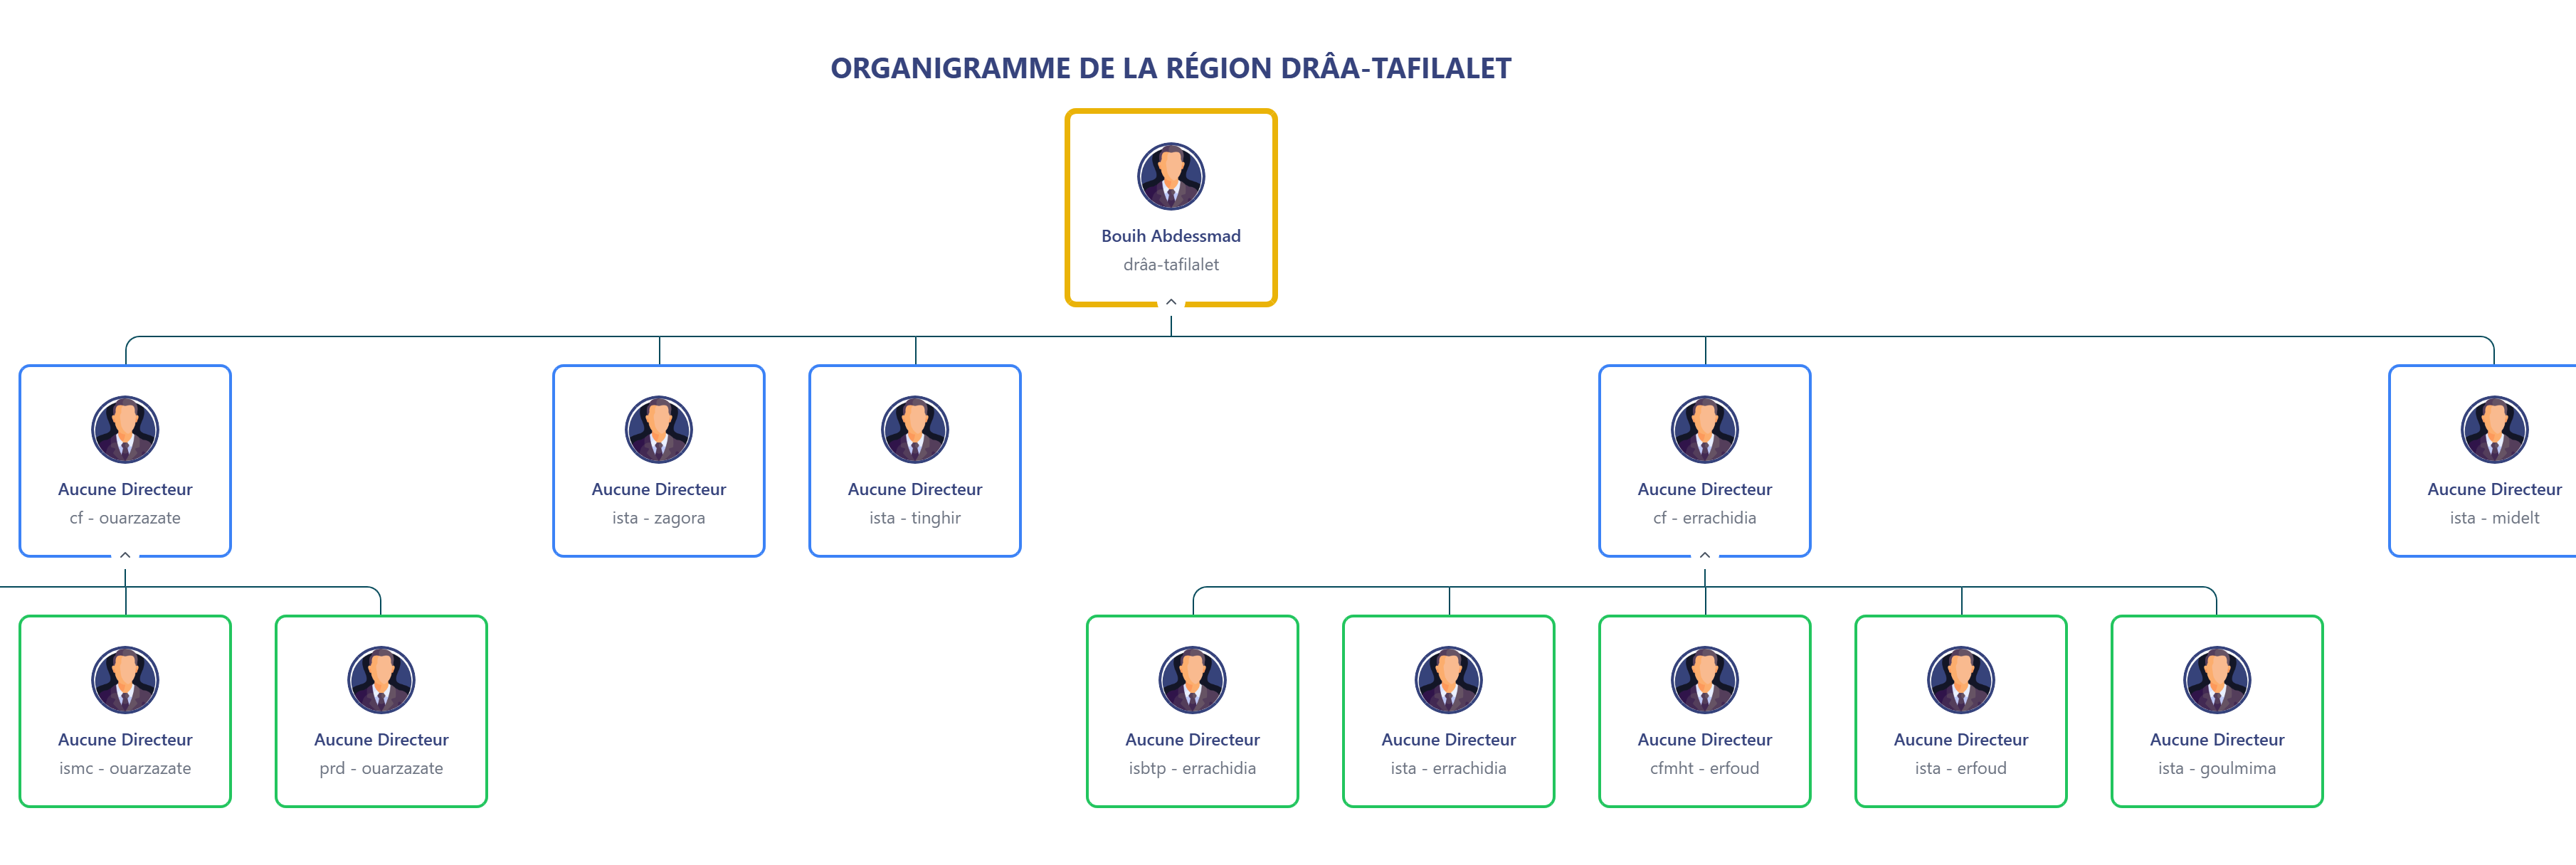 ORGANIGRAMME DE LA RÉGION DRÂA-TAFILALET
Bouih Abdessmad
drâa-tafilalet
Aucune Directeur
cf - ouarzazate
Aucune Directeur
ista - zagora
Aucune Directeur
ista - tinghir
Aucune Directeur
cf - errachidia
Aucune Directeur
ista - midelt
Aucune Directeur
ismc - ouarzazate
Aucune Directeur
prd - ouarzazate
Aucune Directeur
isbtp - errachidia
Aucune Directeur
ista - errachidia
Aucune Directeur
cfmht - erfoud
Aucune Directeur
ista - erfoud
Aucune Directeur
ista - goulmima